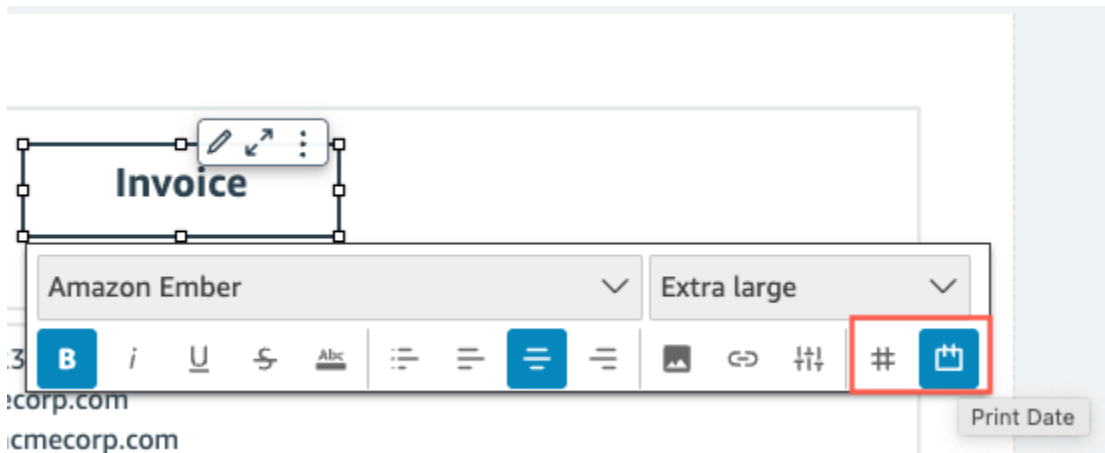 Invoice
Amazon Ember
Extra large
B i U S Abc
Print Date
ecorp.com
cmecorp.com